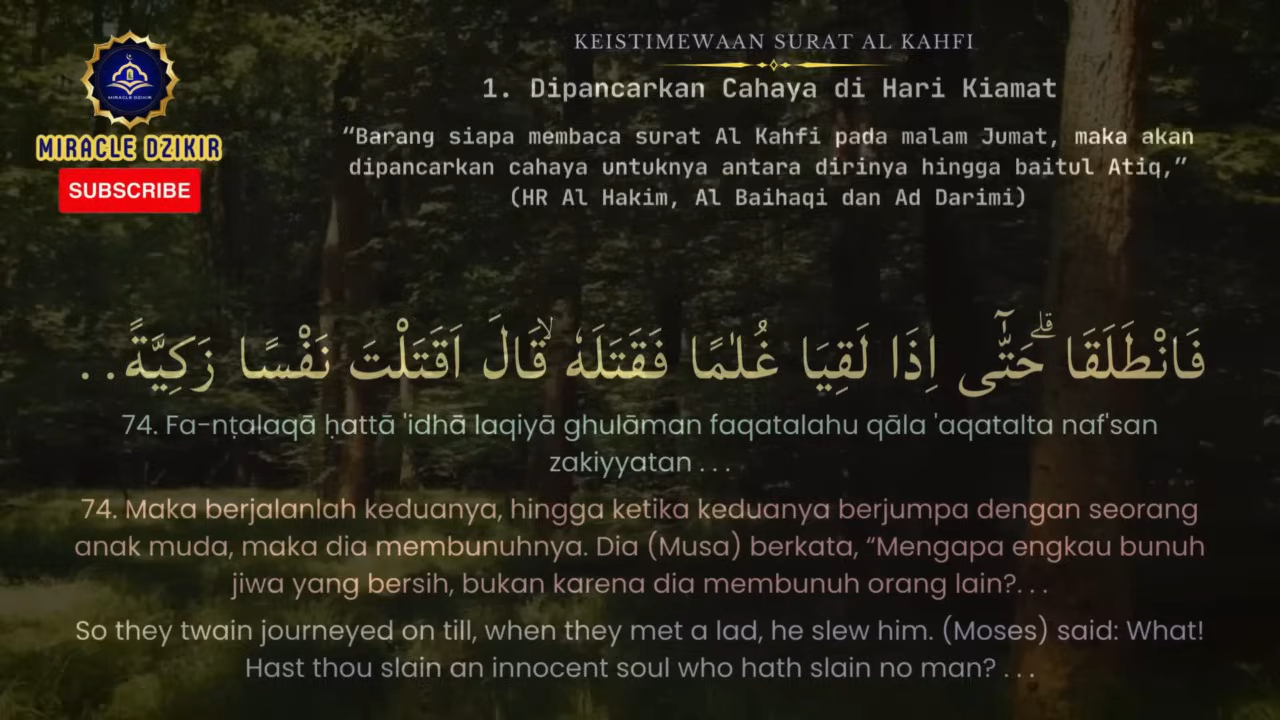 KEISTIMEWAAN SURAT AL KAHFI
1. Dipancarkan Cahaya di Hari Kiamat
“Barang siapa membaca surat Al Kahfi pada malam Jumat, maka akan
dipancarkan cahaya untuknya antara dirinya hingga baitul Atiq,”
(HR Al Hakim, Al Baihaqi dan Ad Darimi)
MIRACLE DZIKIR
MIRACLE DZIKIR
SUBSCRIBE
فَانْطَلَقَا ۗ حَتّٰٓى اِذَا لَقِيَا غُلٰمًا فَقَتَلَهٗ ۙقَالَ اَقَتَلْتَ نَفْسًا زَكِيَّةً . .
74. Fa-nṭalaqā ḥattā 'idhā laqiyā ghulāman faqatalahu qāla 'aqatalta naf'san
zakiyyatan . . .
74. Maka berjalanlah keduanya, hingga ketika keduanya berjumpa dengan seorang
anak muda, maka dia membunuhnya. Dia (Musa) berkata, “Mengapa engkau bunuh
jiwa yang bersih, bukan karena dia membunuh orang lain?. . .
So they twain journeyed on till, when they met a lad, he slew him. (Moses) said: What!
Hast thou slain an innocent soul who hath slain no man? . . .